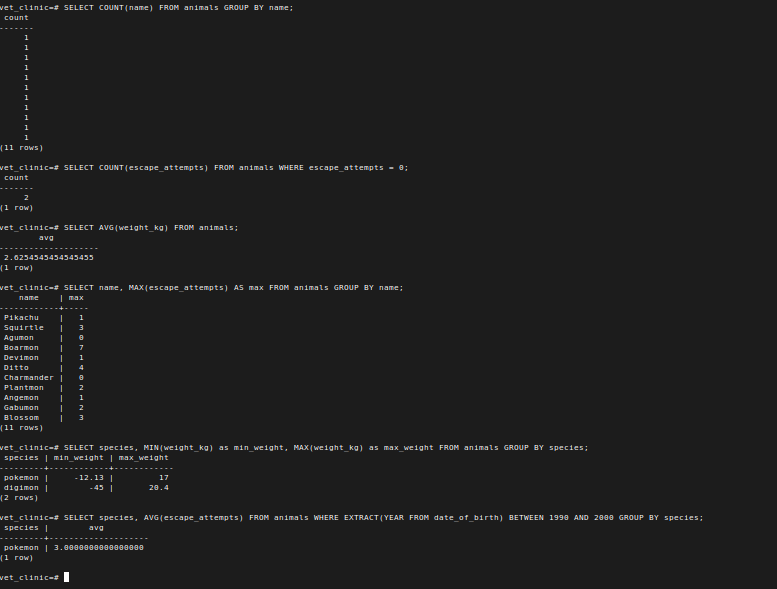 vet_clinic=# SELECT COUNT(name) FROM animals GROUP BY name;
 count
-------
     1
     1
     1
     1
     1
     1
     1
     1
     1
     1
     1
(11 rows)

vet_clinic=# SELECT COUNT(escape_attempts) FROM animals WHERE escape_attempts = 0;
 count
-------
     2
(1 row)

vet_clinic=# SELECT AVG(weight_kg) FROM animals;
        avg
--------------------
 2.6254545454545455
(1 row)

vet_clinic=# SELECT name, MAX(escape_attempts) AS max FROM animals GROUP BY name;
    name    | max
------------+-----
 Pikachu    |   1
 Squirtle   |   3
 Agumon     |   0
 Boarmon    |   7
 Devimon    |   1
 Ditto      |   4
 Charmander |   0
 Plantmon   |   2
 Angemon    |   1
 Gabumon    |   2
 Blossom    |   3
(11 rows)

vet_clinic=# SELECT species, MIN(weight_kg) as min_weight, MAX(weight_kg) as max_weight FROM animals GROUP BY species;
 species | min_weight | max_weight
---------+------------+------------
 pokemon |     -12.13 |         17
 digimon |        -45 |       20.4
(2 rows)

vet_clinic=# SELECT species, AVG(escape_attempts) FROM animals WHERE EXTRACT(YEAR FROM date_of_birth) BETWEEN 1990 AND 2000 GROUP BY species;
 species |        avg
---------+--------------------
 pokemon | 3.0000000000000000
(1 row)

vet_clinic=#